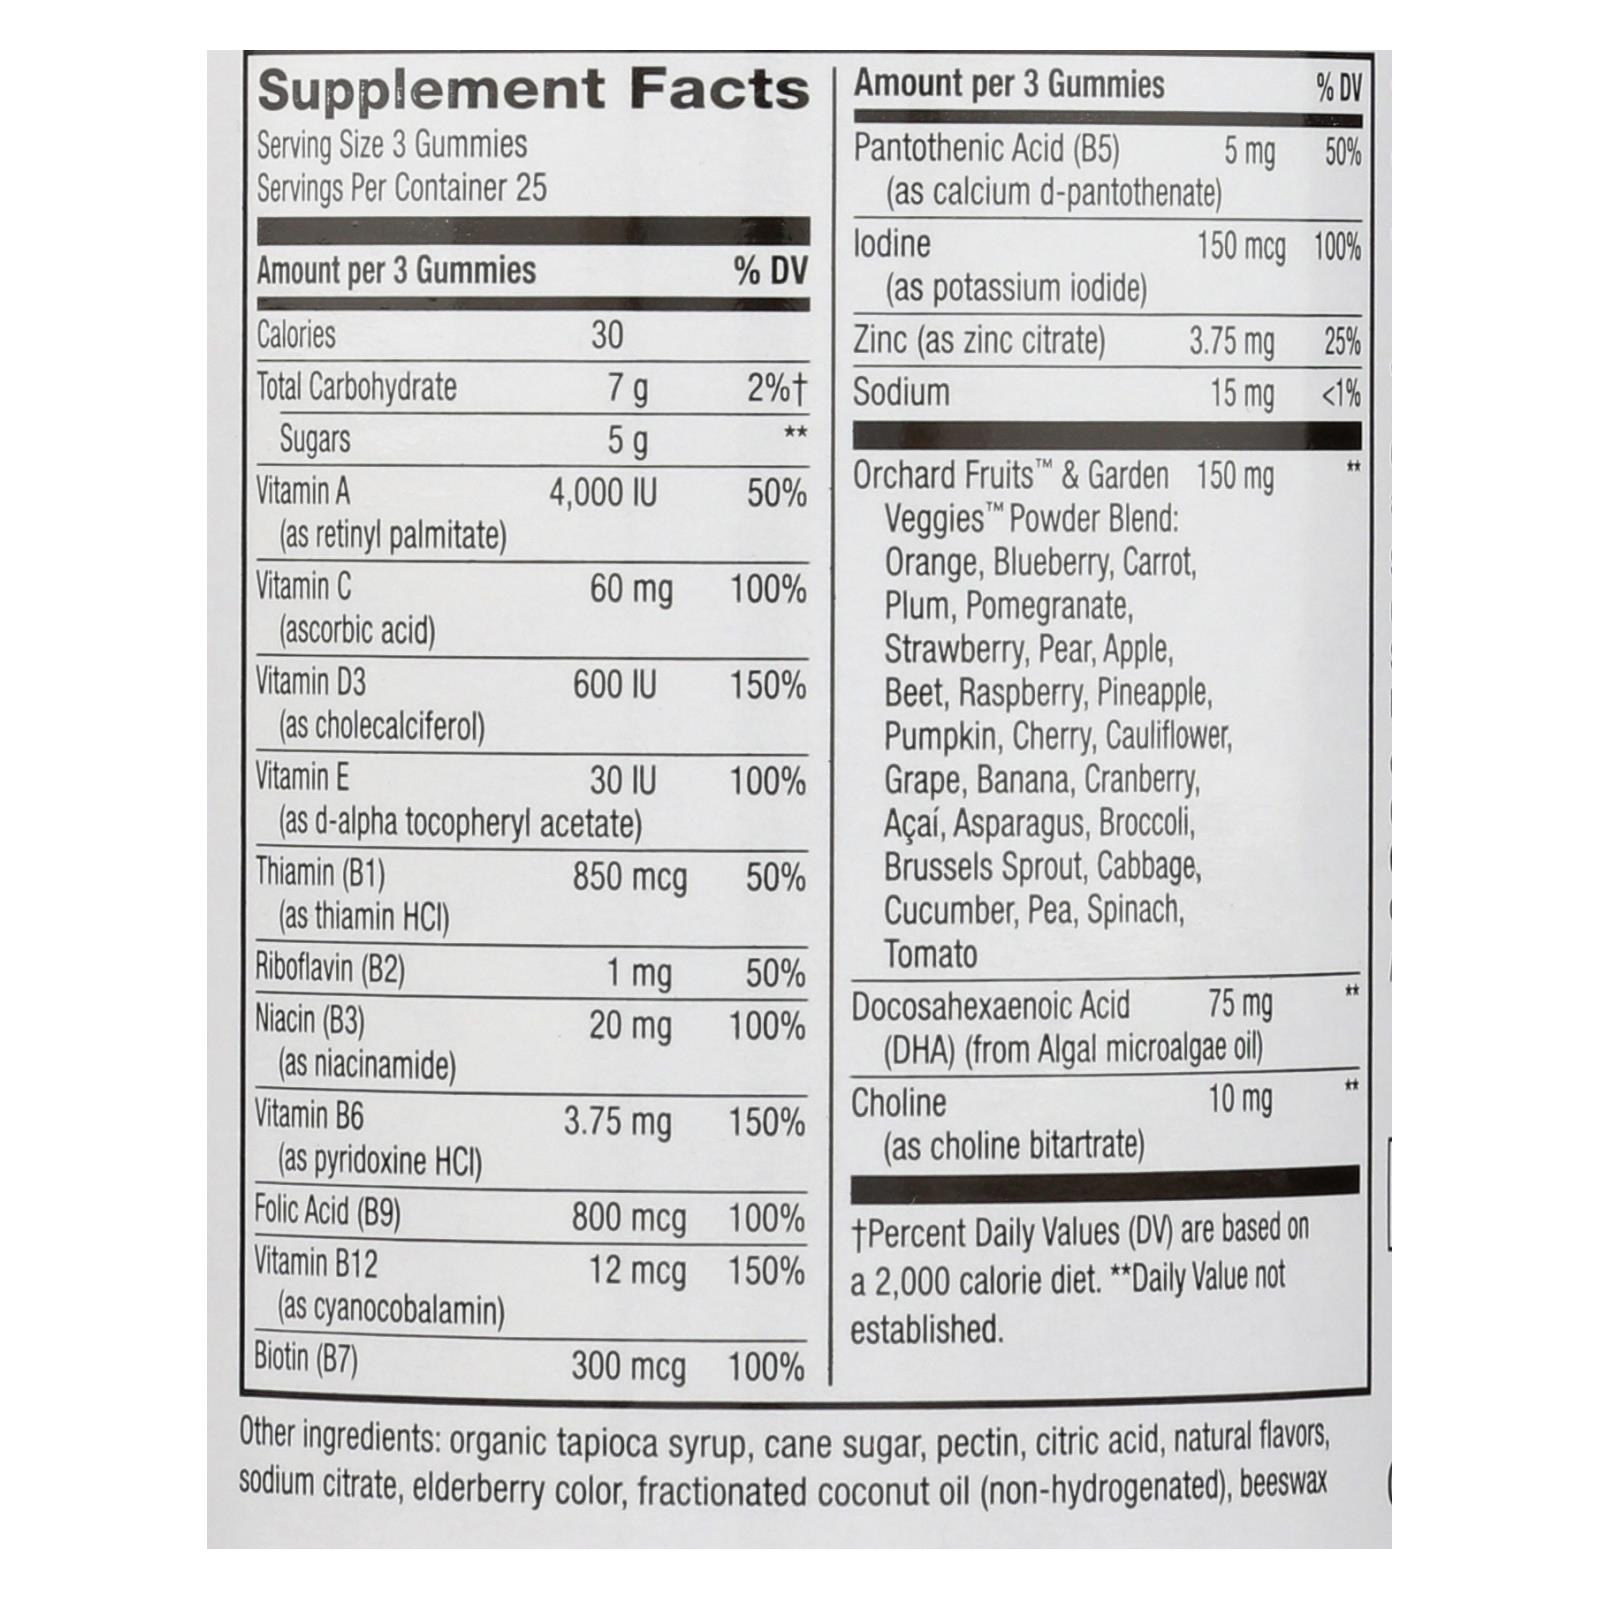 Supplement Facts
Serving Size 3 Gummies
Servings Per Container 25
Amount per 3 Gummies % DV
Calories 30
Total Carbohydrate 7 g 2%†
Sugars 5 g **
Vitamin A 4,000 IU 50%
(as retinyl palmitate)
Vitamin C 60 mg 100%
(ascorbic acid)
Vitamin D3 600 IU 150%
(as cholecalciferol)
Vitamin E 30 IU 100%
(as d-alpha tocopheryl acetate)
Thiamin (B1) 850 mcg 50%
(as thiamin HCl)
Riboflavin (B2) 1 mg 50%
Niacin (B3) 20 mg 100%
(as niacinamide)
Vitamin B6 3.75 mg 150%
(as pyridoxine HCl)
Folic Acid (B9) 800 mcg 100%
Vitamin B12 12 mcg 150%
(as cyanocobalamin)
Biotin (B7) 300 mcg 100%
Amount per 3 Gummies % DV
Pantothenic Acid (B5) 5 mg 50%
(as calcium d-pantothenate)
Iodine 150 mcg 100%
(as potassium iodide)
Zinc (as zinc citrate) 3.75 mg 25%
Sodium 15 mg <1%
Orchard Fruits™ & Garden 150 mg **
Veggies™ Powder Blend:
Orange, Blueberry, Carrot,
Plum, Pomegranate,
Strawberry, Pear, Apple,
Beet, Raspberry, Pineapple,
Pumpkin, Cherry, Cauliflower,
Grape, Banana, Cranberry,
Açaí, Asparagus, Broccoli,
Brussels Sprout, Cabbage,
Cucumber, Pea, Spinach,
Tomato
Docosahexaenoic Acid 75 mg **
(DHA) (from Algal microalgae oil)
Choline 10 mg **
(as choline bitartrate)
†Percent Daily Values (DV) are based on
a 2,000 calorie diet. **Daily Value not
established.
Other ingredients: organic tapioca syrup, cane sugar, pectin, citric acid, natural flavors,
sodium citrate, elderberry color, fractionated coconut oil (non-hydrogenated), beeswax